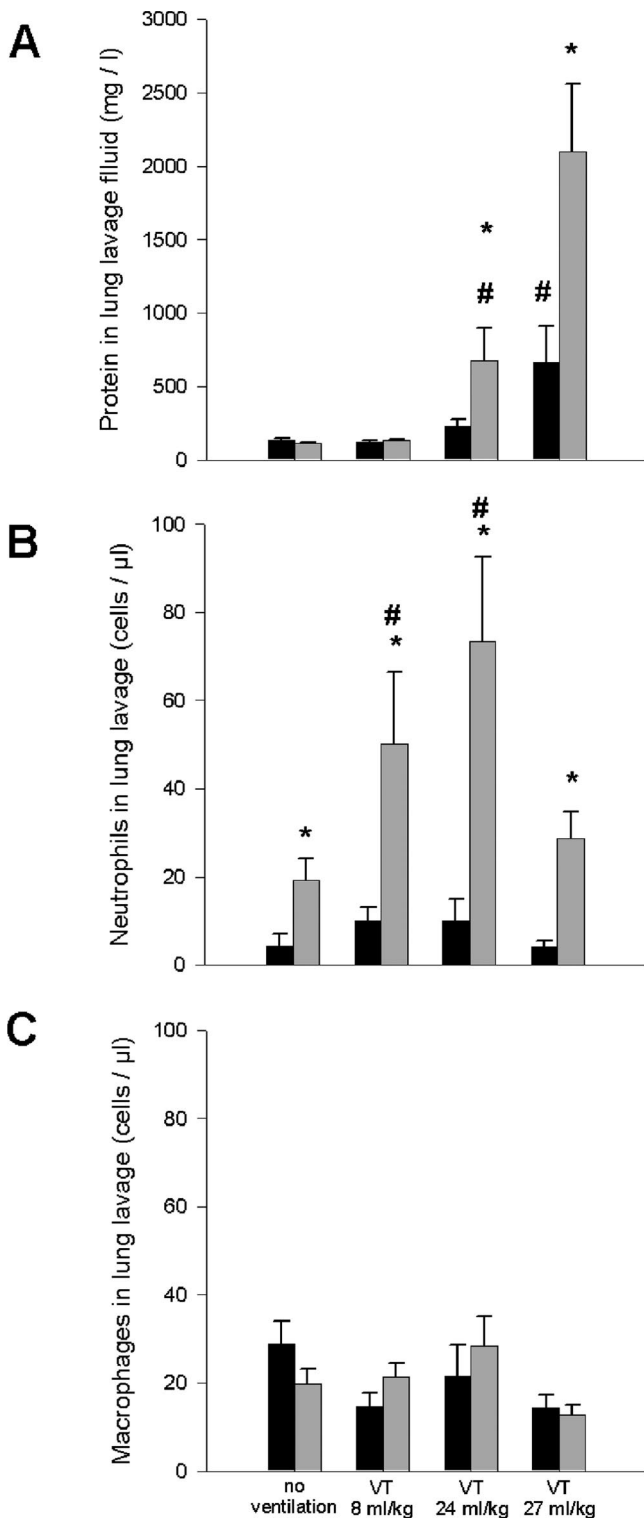 A
Protein in lung lavage flluid (mg / l)
3000
2500
2000
1500
1000
500
0
*
*
#
#
B
Neutrophils in lung lavage (cells / µl)
100
80
60
40
20
0
*
#
*
#
*
*
C
Macrophages in lung lavage (cells / µl)
100
80
60
40
20
0
no
ventilation
VT
8 ml/kg
VT
24 ml/kg
VT
27 ml/kg